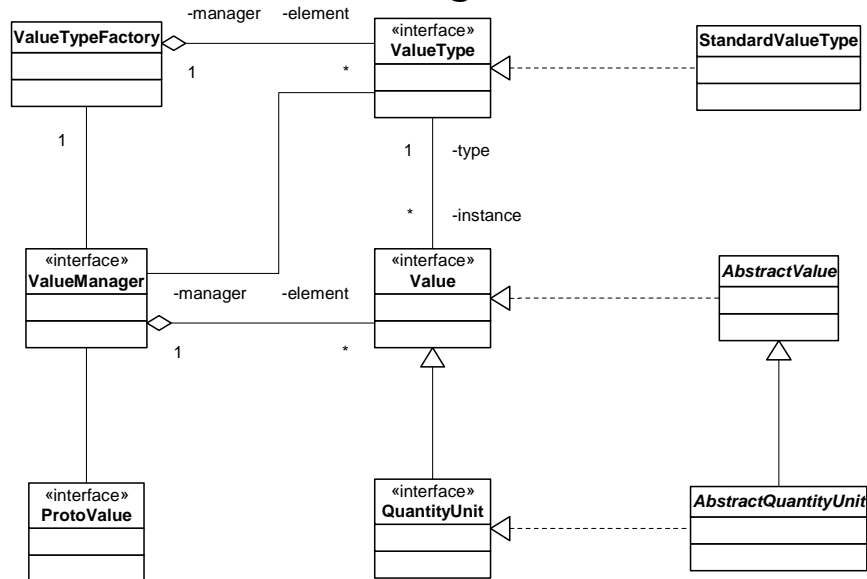 -manager -element
ValueTypeFactory
«interface»
ValueType
StandardValueType
1 *
1
1 -type
* -instance
«interface»
ValueManager
«interface»
Value
AbstractValue
-manager -element
1 *
«interface»
ProtoValue
«interface»
QuantityUnit
AbstractQuantityUnit